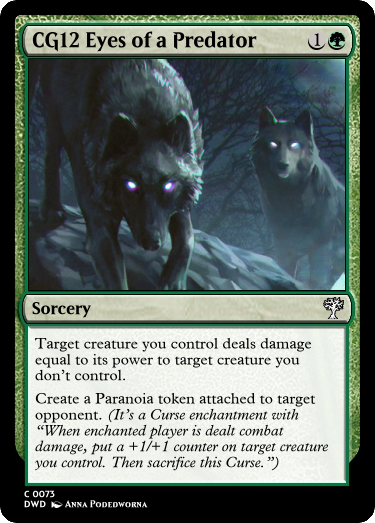 CG12 Eyes of a Predator 1
Sorcery
Target creature you control deals damage
equal to its power to target creature you
don't control.
Create a Paranoia token attached to target
opponent. (It's a Curse enchantment with
“When enchanted player is dealt combat
damage, put a +1/+1 counter on target creature
you control. Then sacrifice this Curse.”)
C 0073
DWD Anna Podedworna